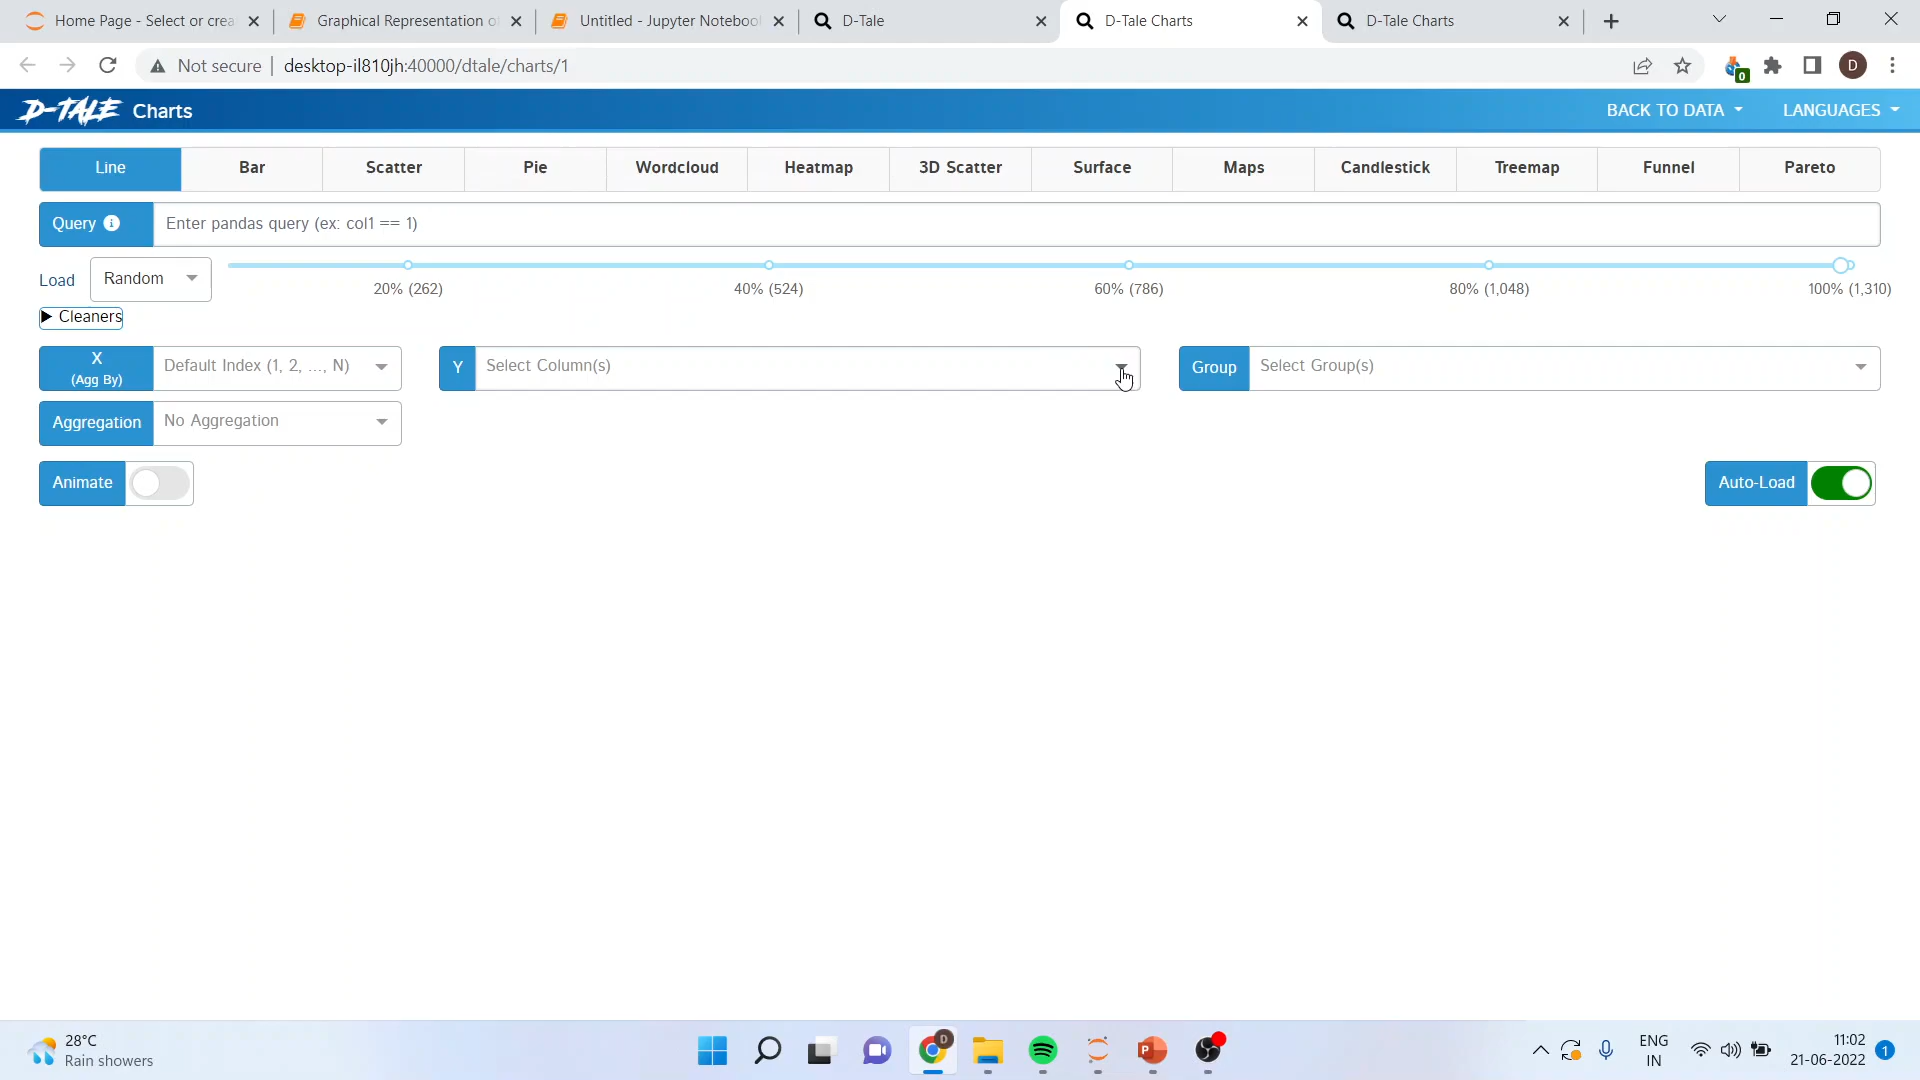 Home Page - Select or crea
Graphical Representation o
Untitled - Jupyter Noteboo
D-Tale
D-Tale Charts
D-Tale Charts
Not secure
desktop-il810jh:40000/dtale/charts/1
0
D
D-TALE Charts
BACK TO DATA
LANGUAGES
Line
Bar
Scatter
Pie
Wordcloud
Heatmap
3D Scatter
Surface
Maps
Candlestick
Treemap
Funnel
Pareto
Query
Enter pandas query (ex: col1 == 1)
Load
Random
20% (262)
40% (524)
60% (786)
80% (1,048)
100% (1,310)
Cleaners
X
(Agg By)
Default Index (1, 2, ..., N)
Y
Select Column(s)
Group
Select Group(s)
Aggregation
No Aggregation
Animate
Auto-Load
28°C
Rain showers
D
P
ENG
IN
11:02
21-06-2022
1